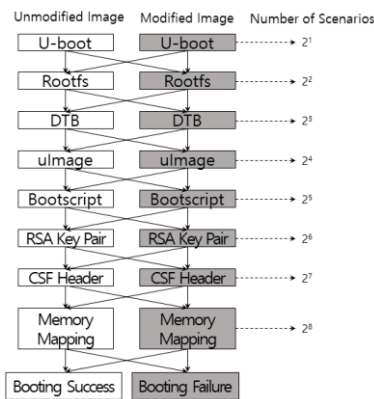 Unmodified Image Modified Image Number of Scenarios
U-boot U-boot 2¹
Rootfs Rootfs 2²
DTB DTB 2³
uImage uImage 2⁴
Bootscript Bootscript 2⁵
RSA Key Pair RSA Key Pair 2⁶
CSF Header CSF Header 2⁷
Memory Mapping Memory Mapping 2⁸
Booting Success Booting Failure